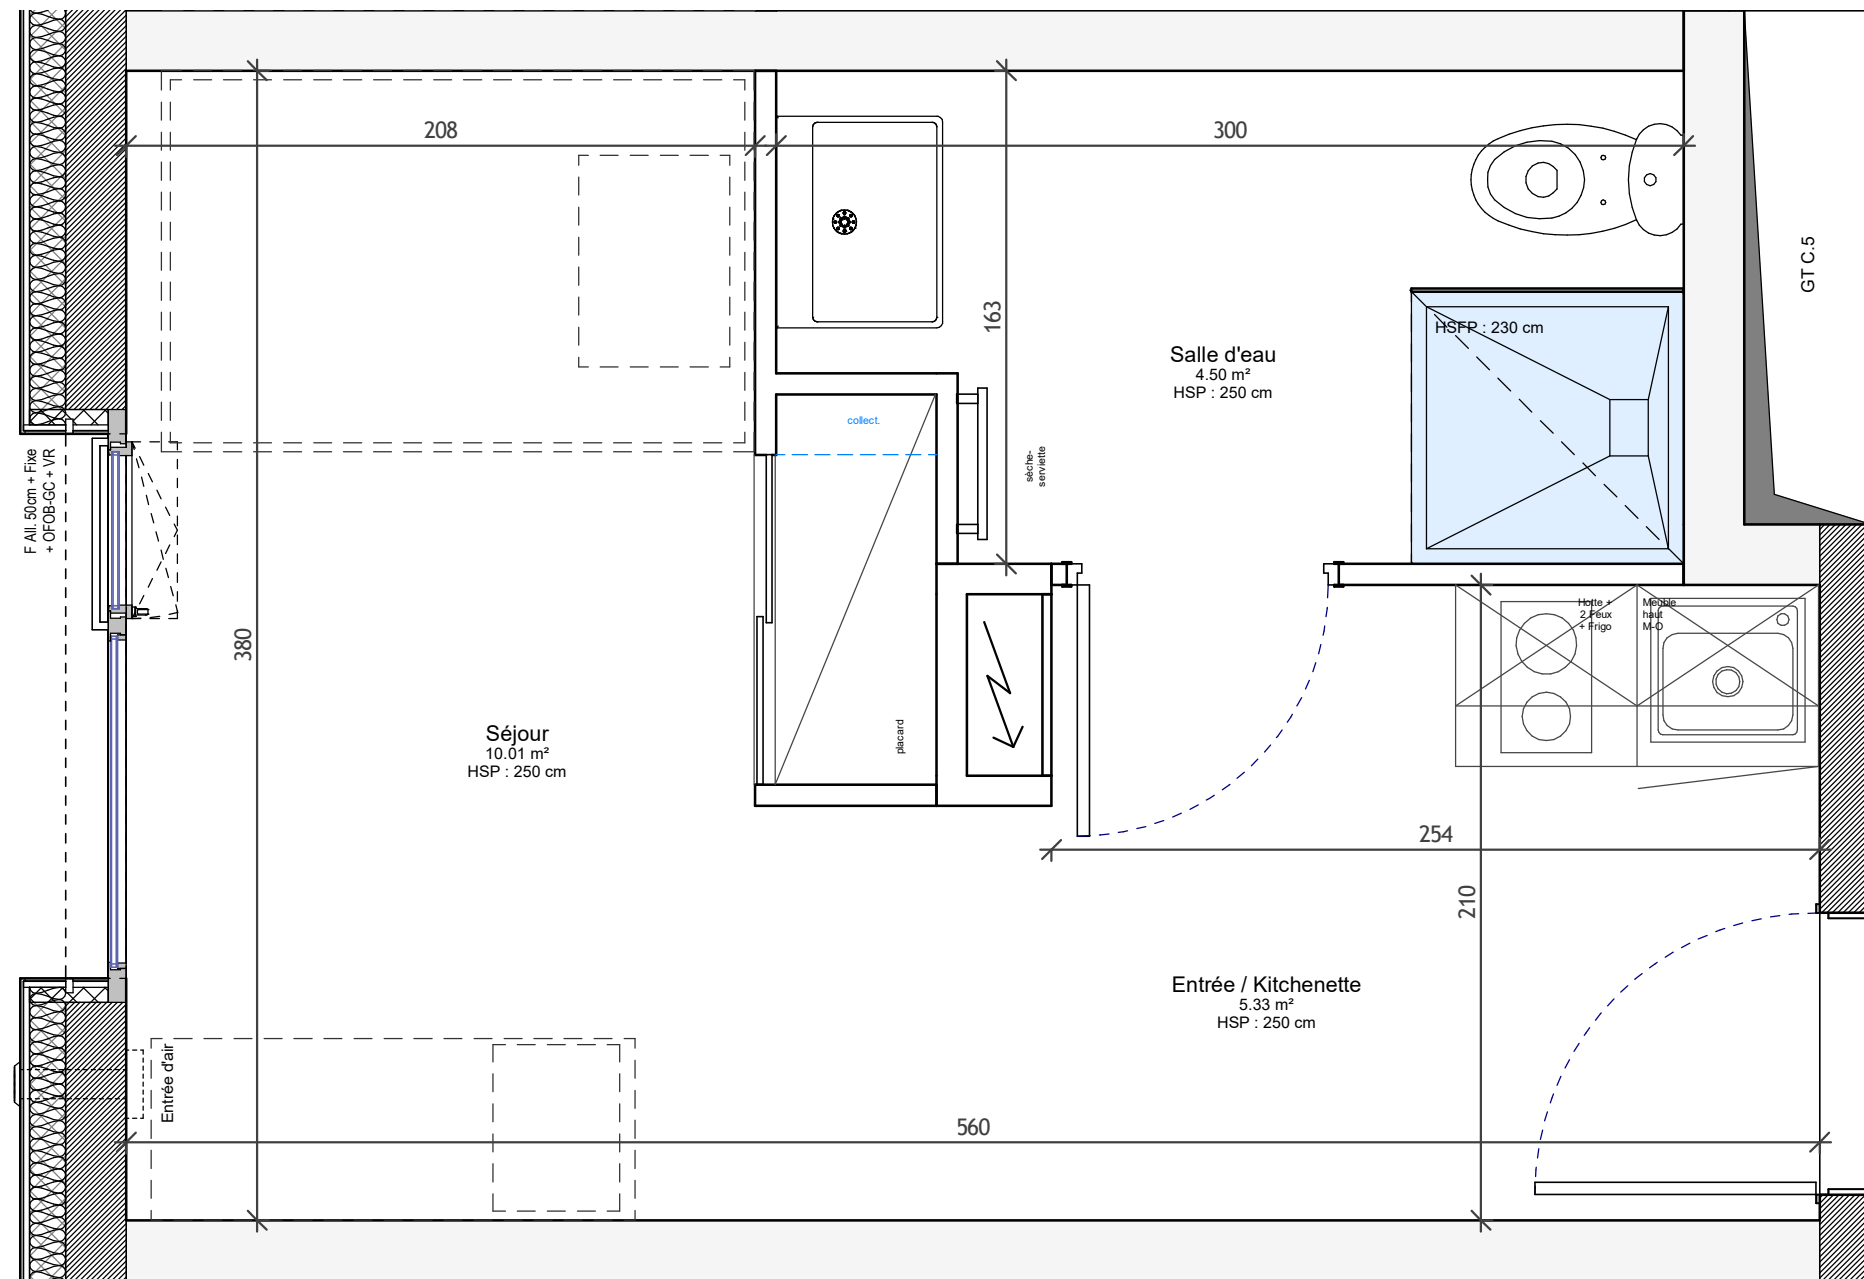 208
300
GT C.5
163
HSFP : 230 cm
Salle d'eau
4.50 m²
HSP : 250 cm
collect.
sèche-
serviette
F All. 50cm + Fixe
+ OFOB-GC + VR
380
Hotte +
2 Feux
+ Frigo
Meuble
haut
M-O
Séjour
10.01 m²
HSP : 250 cm
placard
254
210
Entrée / Kitchenette
5.33 m²
HSP : 250 cm
Entrée d'air
560